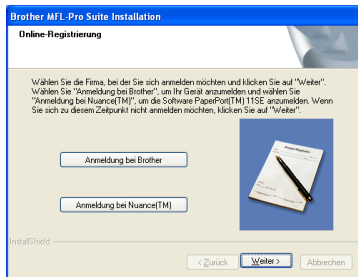 Brother MFL-Pro Suite Installation
Online-Registrierung
Wählen Sie die Firma, bei der Sie sich anmelden möchten und klicken Sie auf "Weiter".
Wählen Sie "Anmeldung bei Brother", um Ihr Gerät anzumelden und wählen Sie
"Anmeldung bei Nuance(TM)", um die Software PaperPort(TM) 11SE anzumelden. Wenn
Sie sich zu diesem Zeitpunkt nicht anmelden möchten, klicken Sie auf "Weiter".
Anmeldung bei Brother
Anmeldung bei Nuance(TM)
InstallShield
< Zurück
Weiter >
Abbrechen